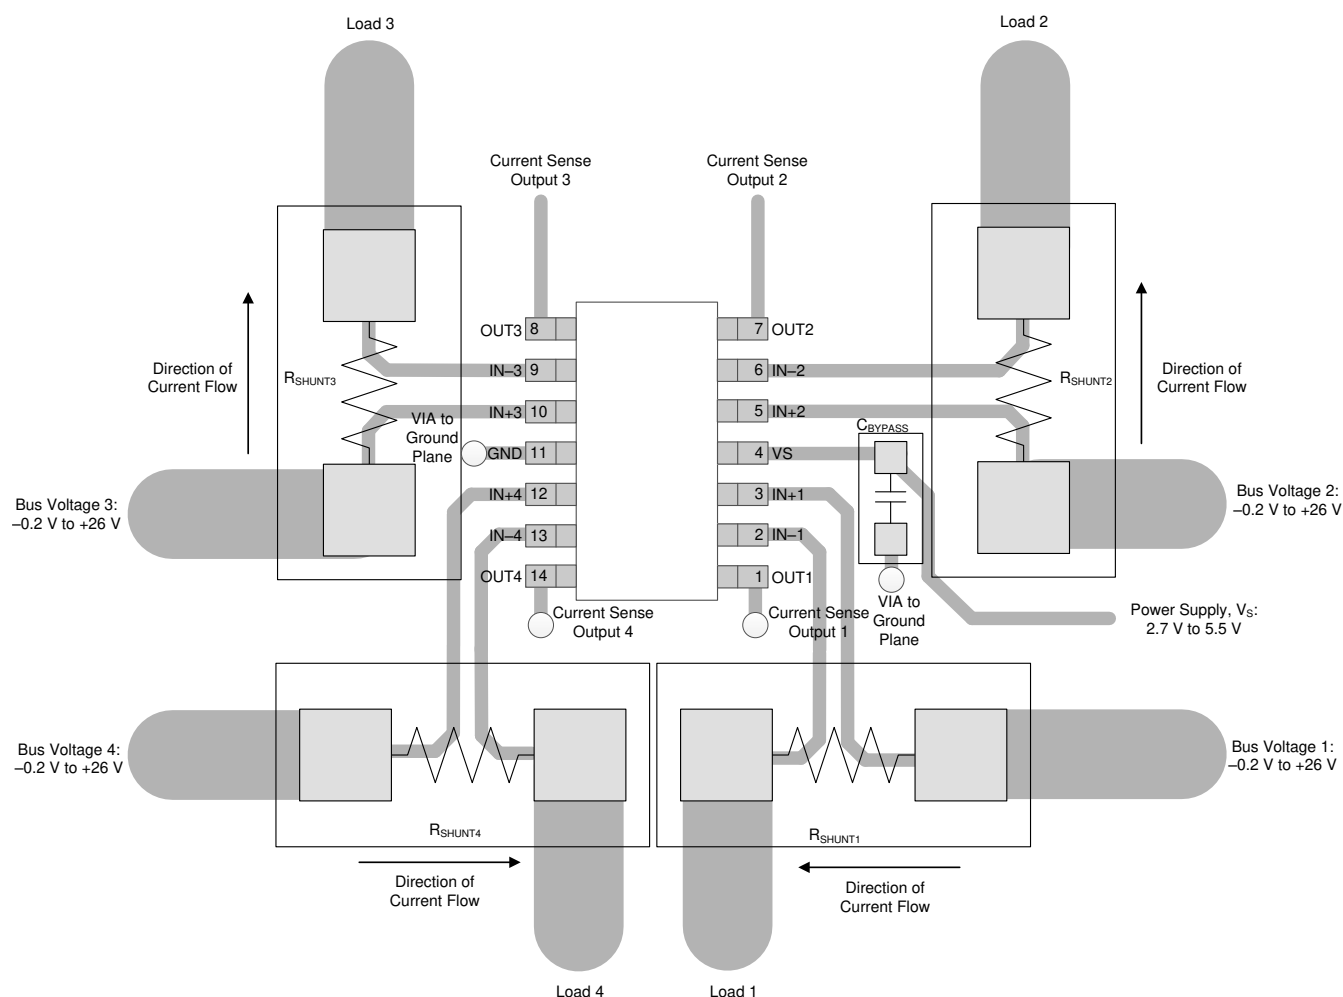 Load 3
Load 2
Current Sense
Output 3
Current Sense
Output 2
OUT3
8
7
OUT2
IN–3
9
6
IN–2
IN+3
10
5
IN+2
GND
11
4
VS
IN+4
12
3
IN+1
IN–4
13
2
IN–1
OUT4
14
1
OUT1
Direction of
Current Flow
RSHUNT3
VIA to
Ground
Plane
CBYPASS
RSHUNT2
Direction of
Current Flow
Bus Voltage 3:
–0.2 V to +26 V
Bus Voltage 2:
–0.2 V to +26 V
Current Sense
Output 4
Current Sense
Output 1
VIA to
Ground
Plane
Power Supply, VS:
2.7 V to 5.5 V
Bus Voltage 4:
–0.2 V to +26 V
Bus Voltage 1:
–0.2 V to +26 V
RSHUNT4
RSHUNT1
Direction of
Current Flow
Direction of
Current Flow
Load 4
Load 1